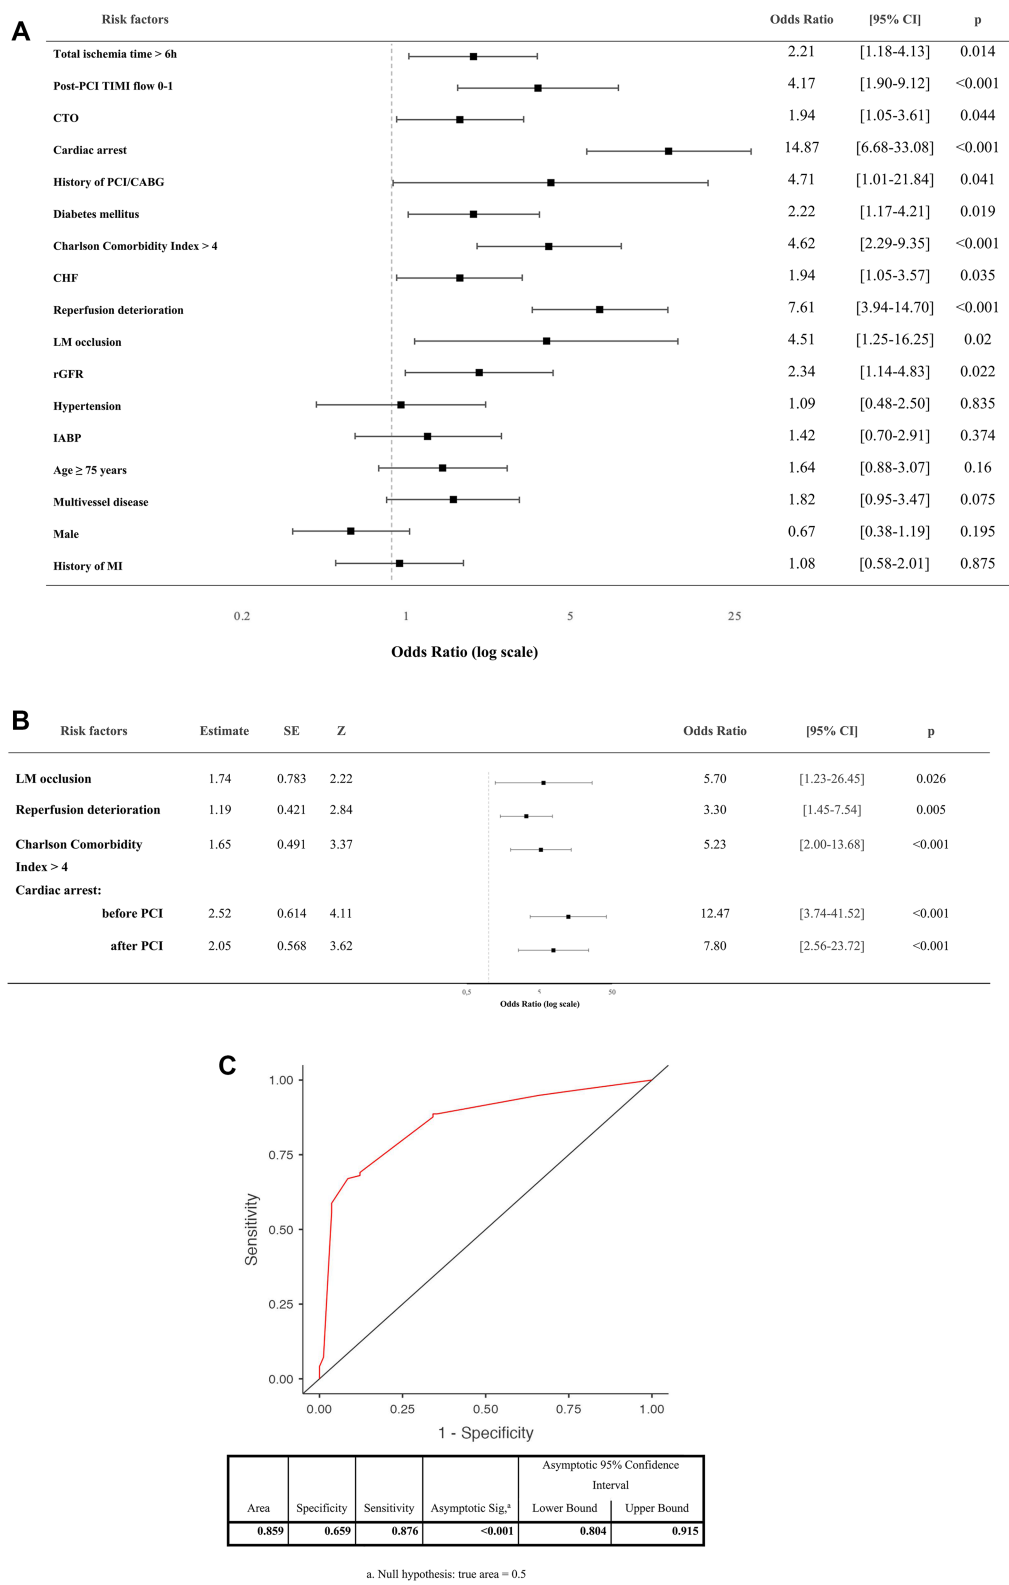 A
Risk factors Odds Ratio [95% CI] p
Total ischemia time > 6h 2.21 [1.18-4.13] 0.014
Post-PCI TIMI flow 0-1 4.17 [1.90-9.12] <0.001
CTO 1.94 [1.05-3.61] 0.044
Cardiac arrest 14.87 [6.68-33.08] <0.001
History of PCI/CABG 4.71 [1.01-21.84] 0.041
Diabetes mellitus 2.22 [1.17-4.21] 0.019
Charlson Comorbidity Index > 4 4.62 [2.29-9.35] <0.001
CHF 1.94 [1.05-3.57] 0.035
Reperfusion deterioration 7.61 [3.94-14.70] <0.001
LM occlusion 4.51 [1.25-16.25] 0.02
rGFR 2.34 [1.14-4.83] 0.022
Hypertension 1.09 [0.48-2.50] 0.835
IABP 1.42 [0.70-2.91] 0.374
Age ≥ 75 years 1.64 [0.88-3.07] 0.16
Multivessel disease 1.82 [0.95-3.47] 0.075
Male 0.67 [0.38-1.19] 0.195
History of MI 1.08 [0.58-2.01] 0.875
0.2 1 5 25
Odds Ratio (log scale)
B
Risk factors Estimate SE Z Odds Ratio [95% CI] p
LM occlusion 1.74 0.783 2.22 5.70 [1.23-26.45] 0.026
Reperfusion deterioration 1.19 0.421 2.84 3.30 [1.45-7.54] 0.005
Charlson Comorbidity 1.65 0.491 3.37 5.23 [2.00-13.68] <0.001
Index > 4
Cardiac arrest:
before PCI 2.52 0.614 4.11 12.47 [3.74-41.52] <0.001
after PCI 2.05 0.568 3.62 7.80 [2.56-23.72] <0.001
0,5 5 50
Odds Ratio (log scale)
C
1.00
0.75
0.50
0.25
0.00
Sensitivity
0.00 0.25 0.50 0.75 1.00
1 - Specificity
Asymptotic 95% Confidence
Interval
Area Specificity Sensitivity Asymptotic Sig,a Lower Bound Upper Bound
0.859 0.659 0.876 <0.001 0.804 0.915
a. Null hypothesis: true area = 0.5